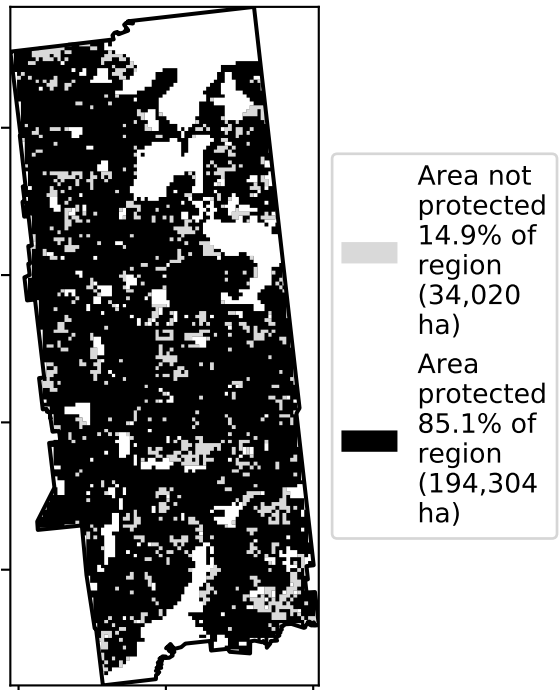 Area not
protected
14.9% of
region
(34,020
ha)
Area
protected
85.1% of
region
(194,304
ha)